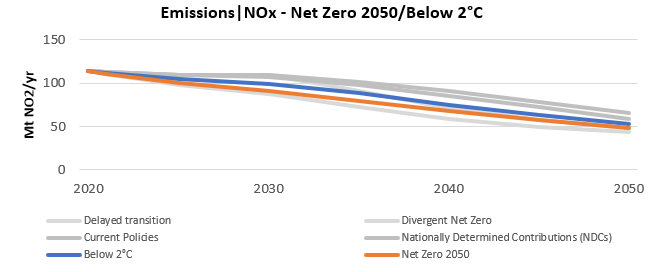 Emissions|NOx - Net Zero 2050/Below 2°C
Mt NO2/yr
150
100
50
0
2020 2030 2040 2050
Delayed transition Divergent Net Zero
Current Policies Nationally Determined Contributions (NDCs)
Below 2°C Net Zero 2050